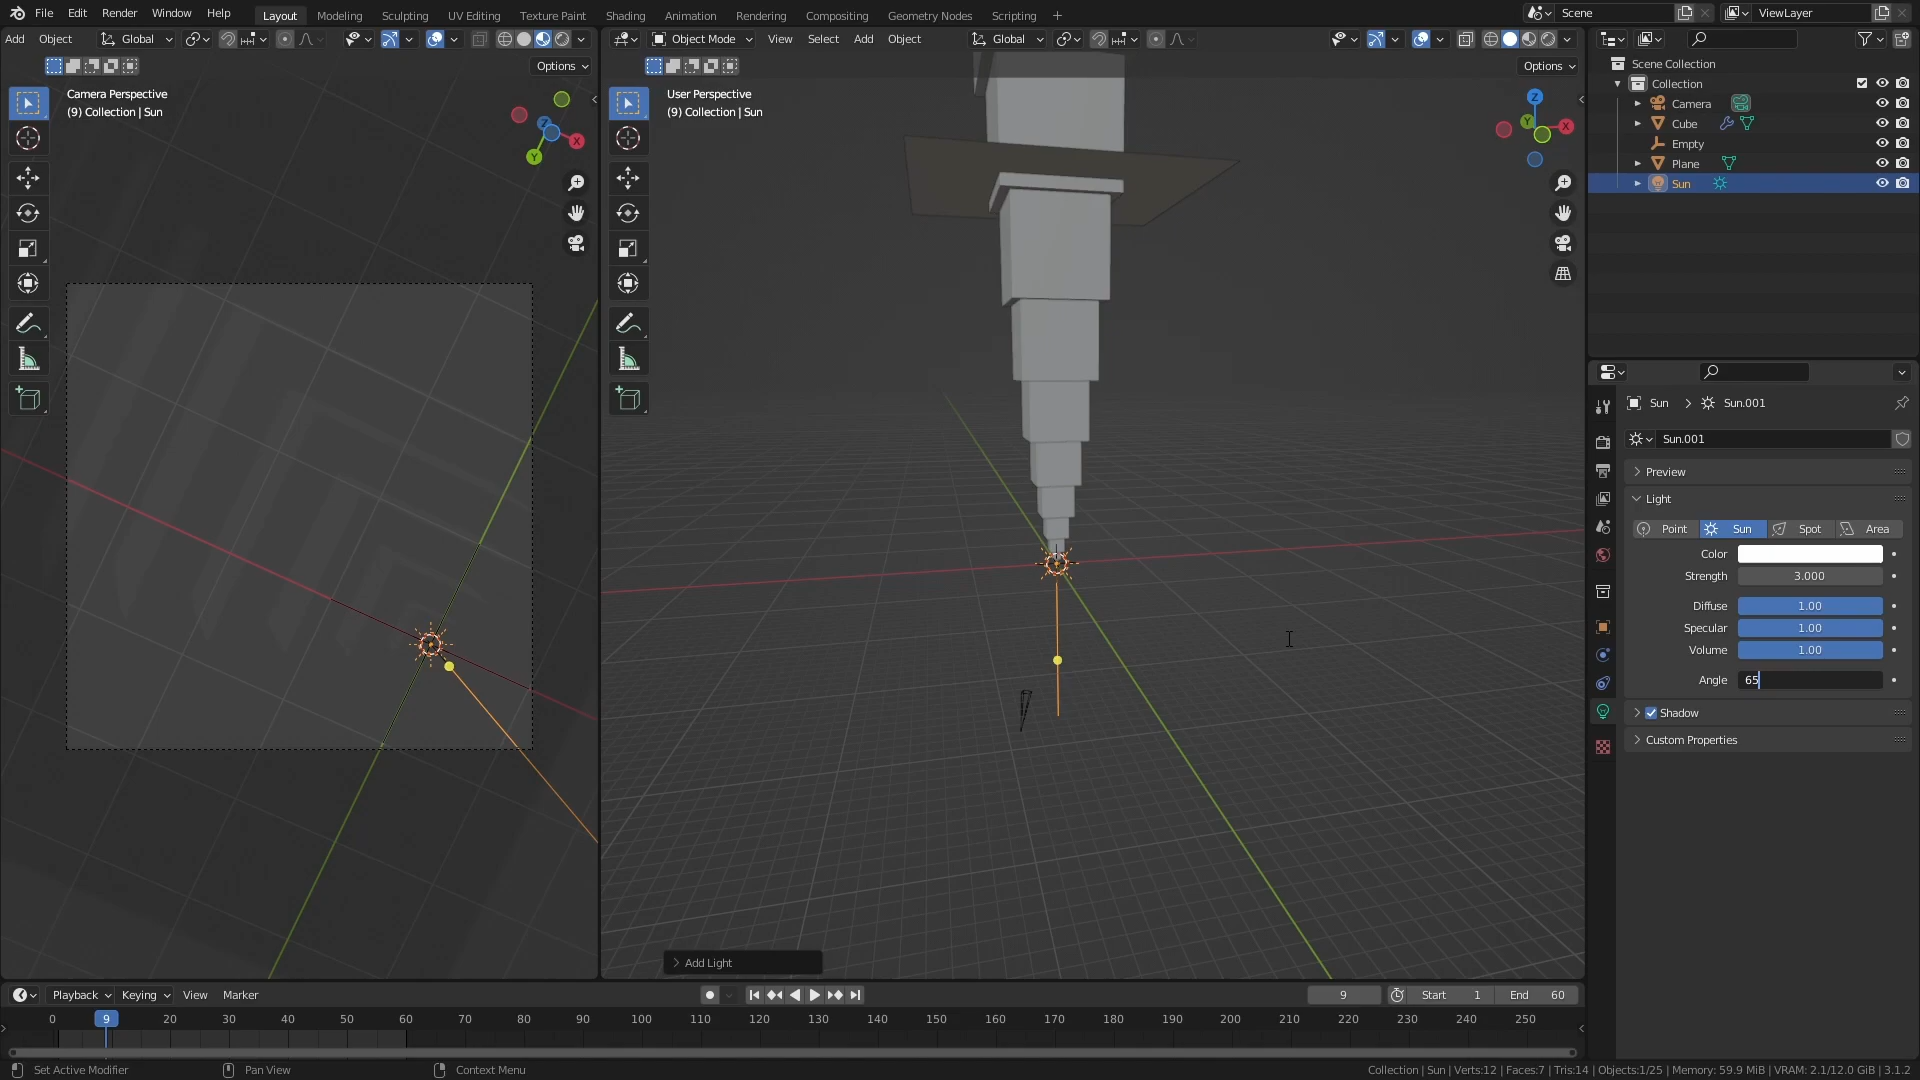 File Edit Render Window Help Layout Modeling Sculpting UV Editing Texture Paint Shading Animation Rendering Compositing Geometry Nodes Scripting + Scene ViewLayer
Add Object Global Object Mode View Select Add Object Global
Options Options
Camera Perspective
(9) Collection | Sun
User Perspective
(9) Collection | Sun
Z
X
Y
Z
X
Y
Scene Collection
Collection
Camera
Cube
Empty
Plane
Sun
Sun > Sun.001
Sun.001
Preview
Light
Point Sun Spot Area
Color
Strength 3.000
Diffuse 1.00
Specular 1.00
Volume 1.00
Angle 65
Shadow
Custom Properties
Add Light
Playback Keying View Marker 9 Start 1 End 60
0 9 20 30 40 50 60 70 80 90 100 110 120 130 140 150 160 170 180 190 200 210 220 230 240 250
Set Active Modifier Pan View Context Menu Collection | Sun | Verts:12 | Faces:7 | Tris:14 | Objects:1/25 | Memory: 59.9 MiB | VRAM: 2.1/12.0 GiB | 3.1.2